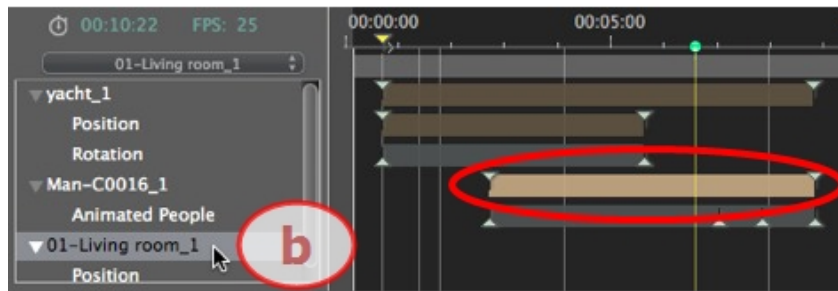 00:10:22 FPS: 25
00:00:00 00:05:00
01-Living room_1
yacht_1
Position
Rotation
Man-C0016_1
Animated People
01-Living room_1
b
Position